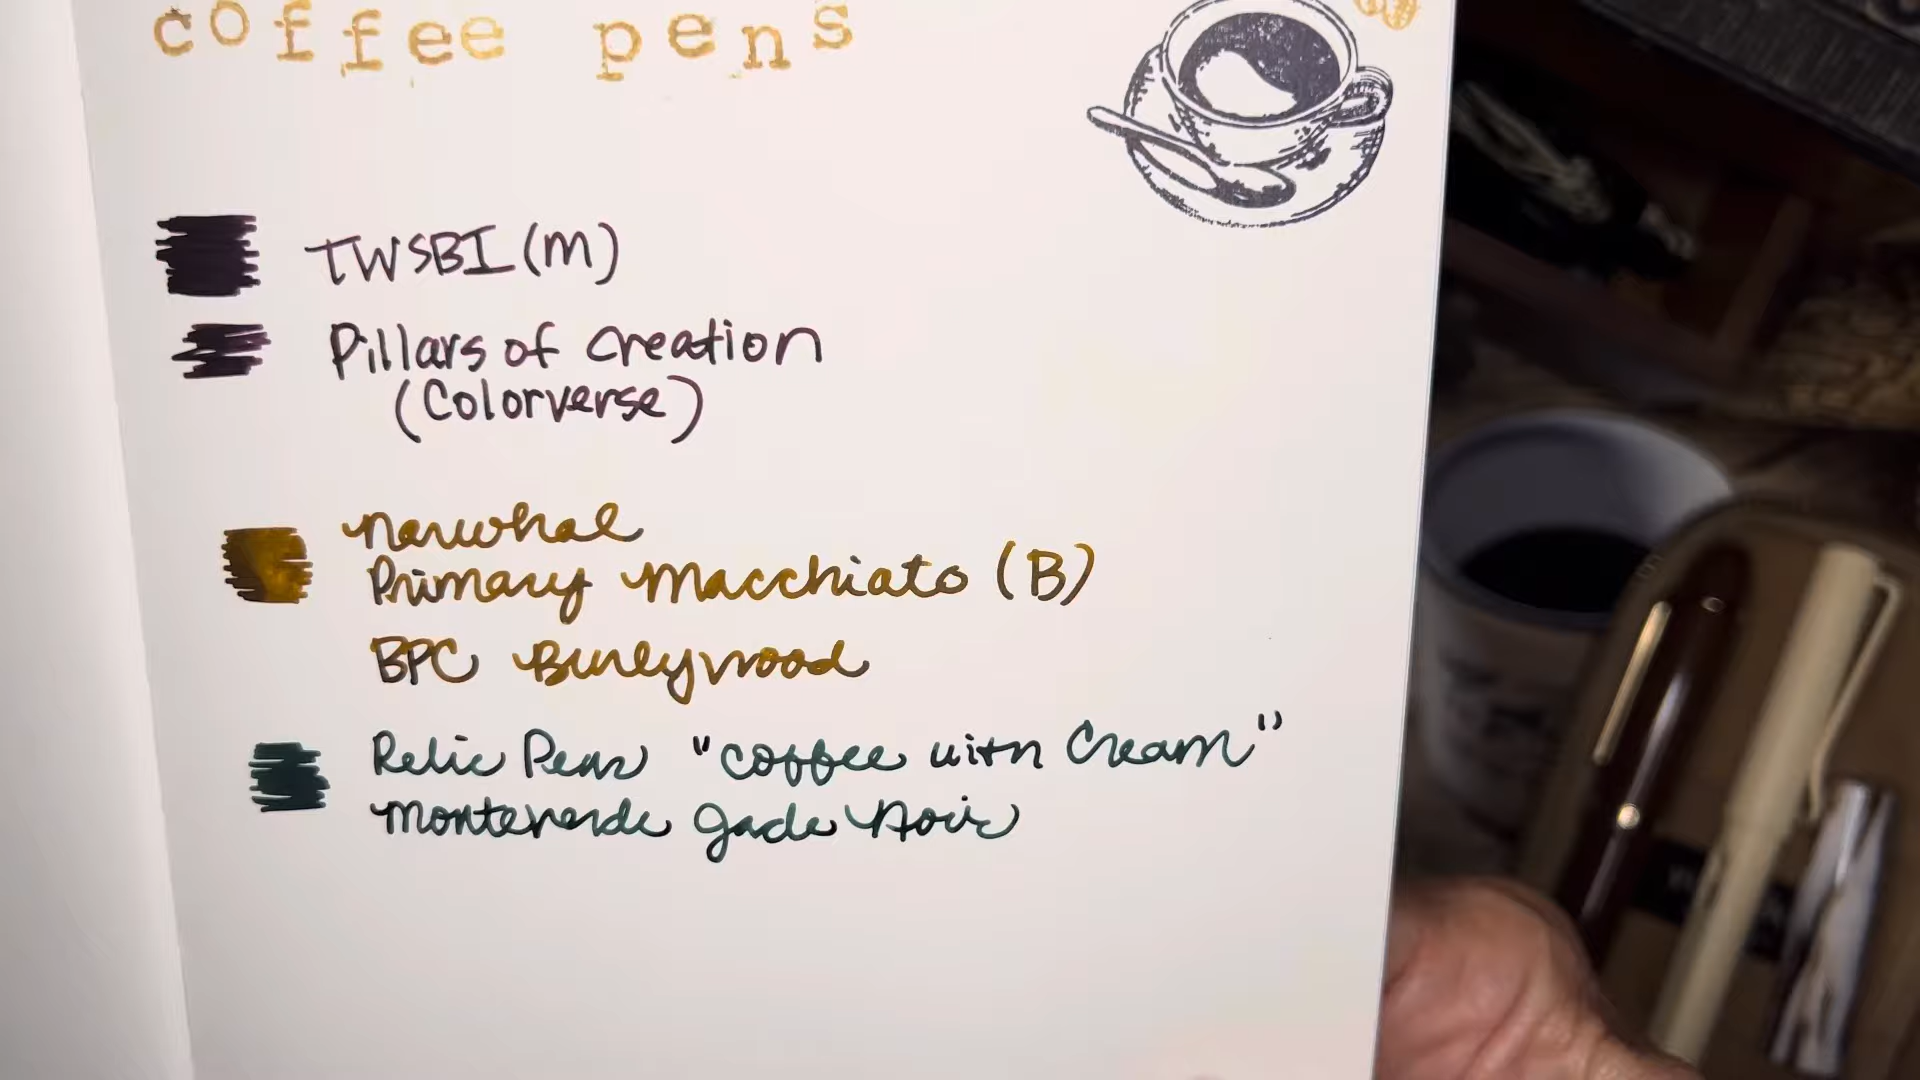 coffee pens
TWSBI (M)
Pillars of Creation
(Colorverse)
Narwhal
Primary Macchiato (B)
BPC Burlywood
Relic Pens "Coffee with Cream"
Monteverde Jade Noir